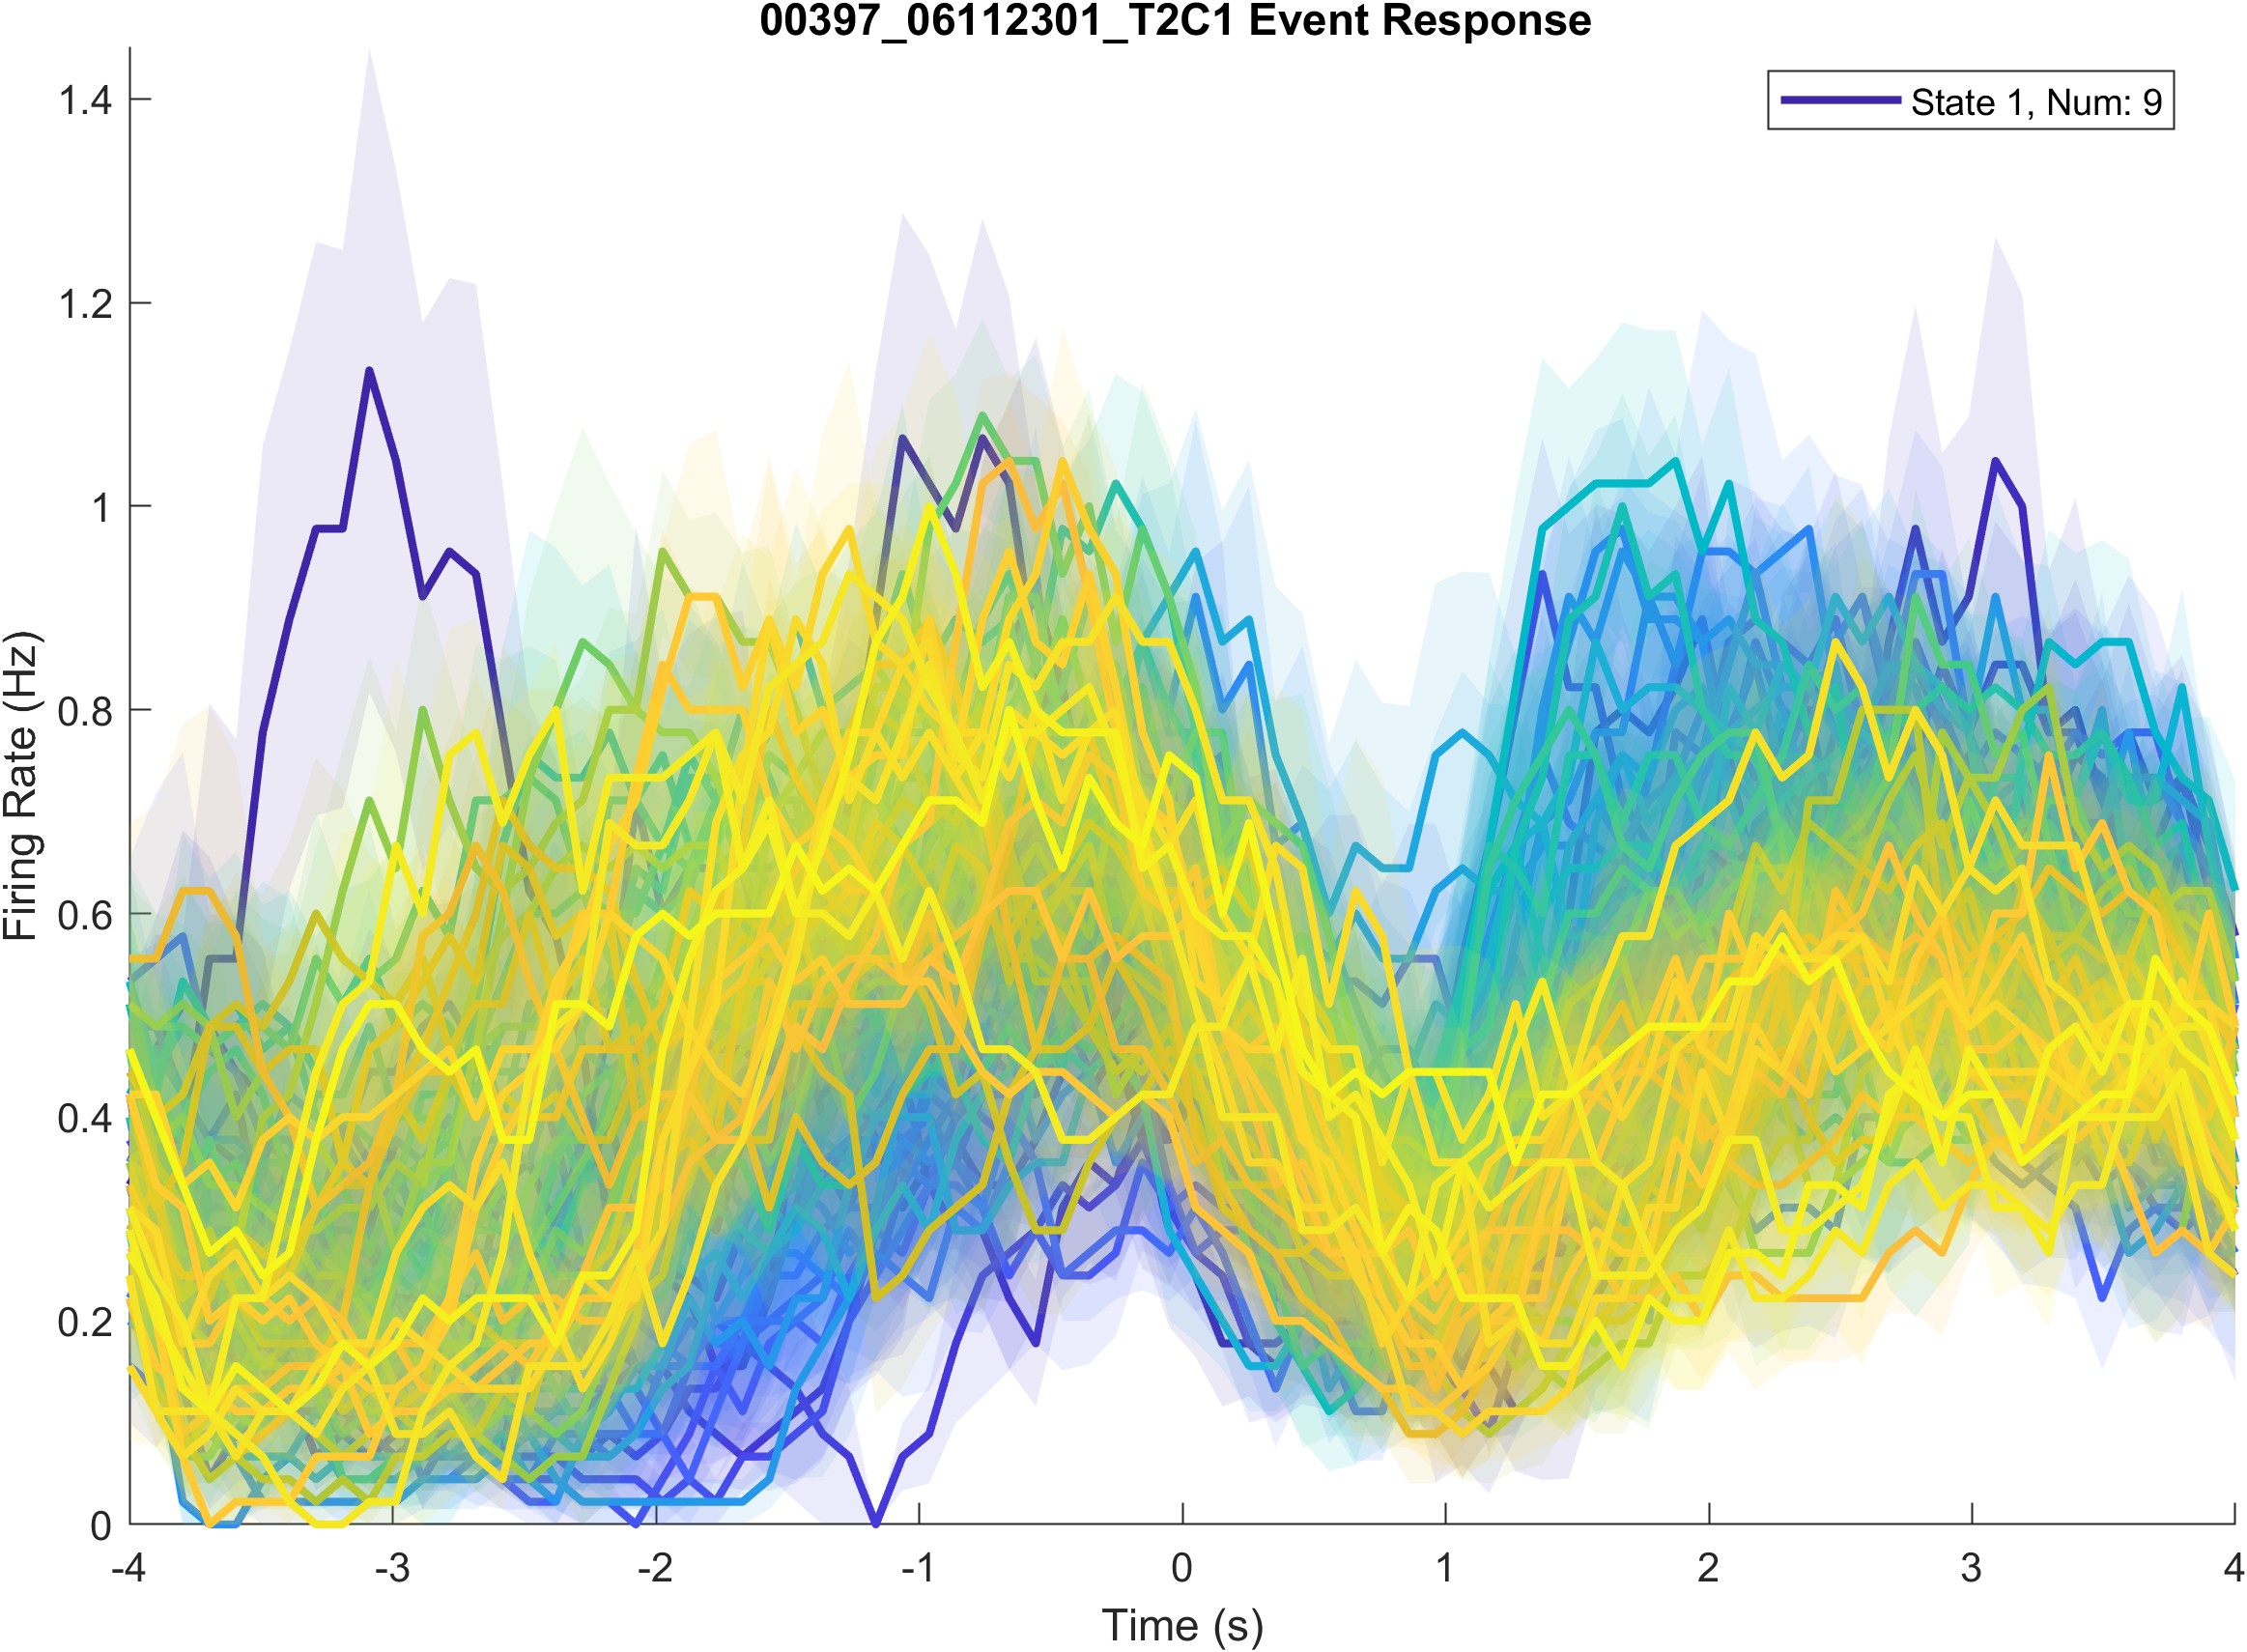 00397_06112301_T2C1 Event Response
State 1, Num: 9
Firing Rate (Hz)
1.4
1.2
1
0.8
0.6
0.4
0.2
0
-4 -3 -2 -1 0 1 2 3 4
Time (s)